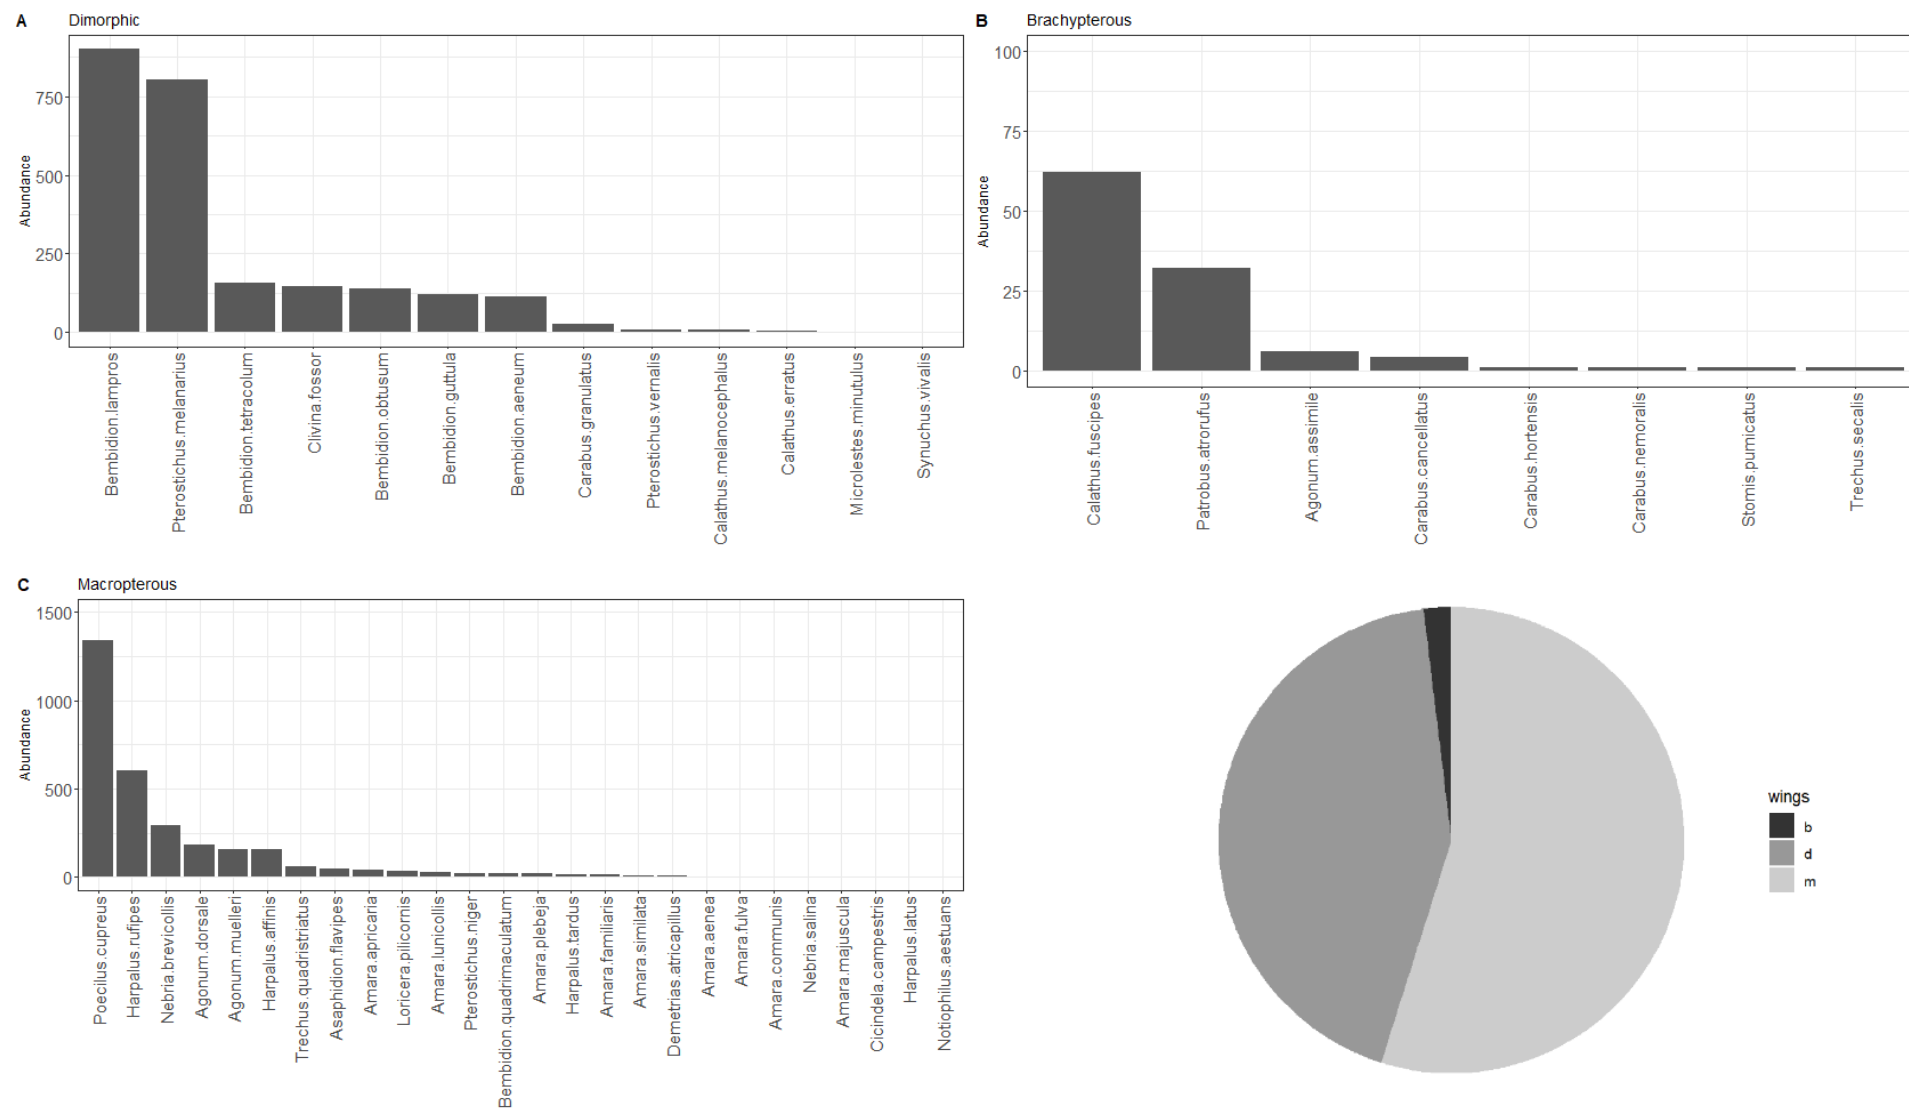 A Dimorphic
Abundance
750
500
250
0
Bembidion.lampros
Pterostichus.melanarius
Bembidion.tetracolum
Clivina.fossor
Bembidion.obtusum
Bembidion.guttula
Bembidion.aeneum
Carabus.granulatus
Pterostichus.vernalis
Calathus.melanocephalus
Calathus.erratus
Microlestes.minutulus
Synuchus.vivalis
B Brachypterous
Abundance
100
75
50
25
0
Calathus.fuscipes
Patrobus.atrorufus
Agonum.assimile
Carabus.cancellatus
Carabus.hortensis
Carabus.nemoralis
Stomis.pumicatus
Trechus.secalis
C Macropterous
Abundance
1500
1000
500
0
Poecilus.cupreus
Harpalus.rufipes
Nebria.brevicollis
Agonum.dorsale
Agonum.muelleri
Harpalus.affinis
Trechus.quadristriatus
Asaphidion.flavipes
Amara.apricaria
Loricera.pilicornis
Amara.lunicollis
Pterostichus.niger
Bembidion.quadrimaculatum
Amara.plebeja
Harpalus.tardus
Amara.familiaris
Amara.similata
Demetrias.atricapillus
Amara.aenea
Amara.fulva
Amara.communis
Nebria.salina
Amara.majuscula
Cicindela.campestris
Harpalus.latus
Notiophilus.aestuans
wings
b
d
m